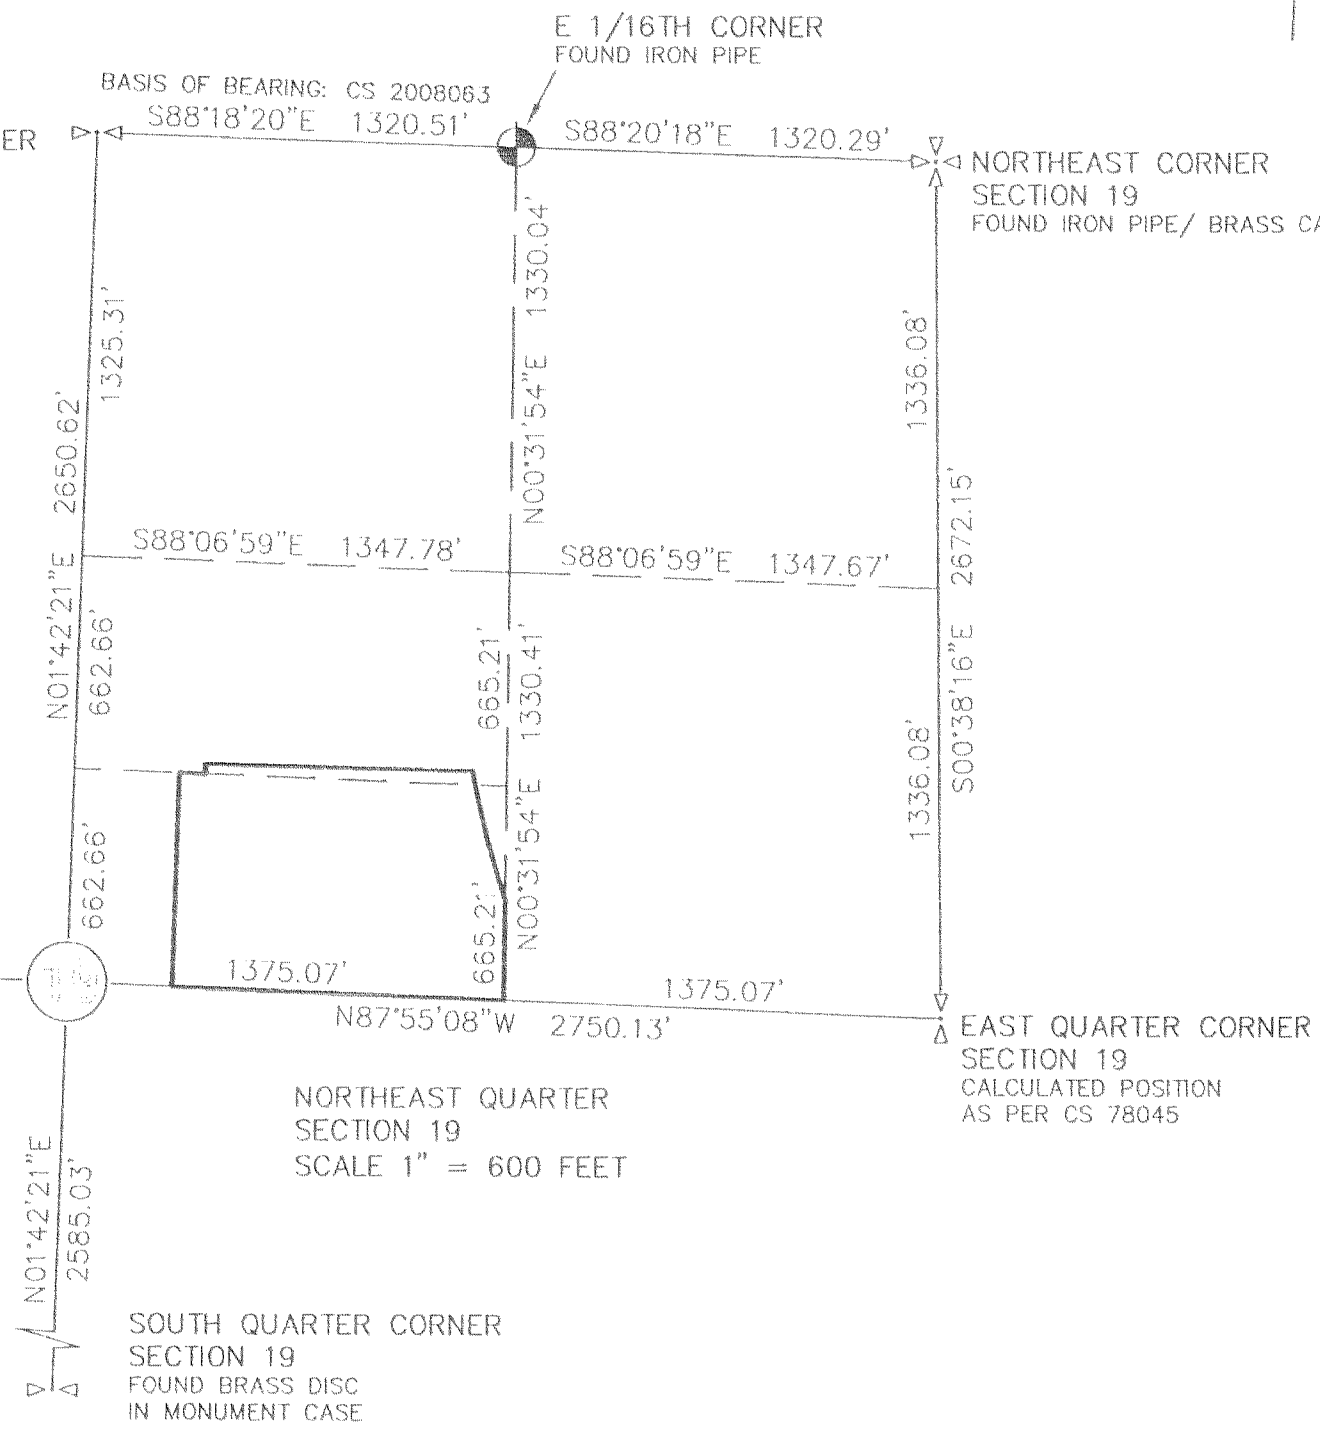 E 1/16TH CORNER
FOUND IRON PIPE
BASIS OF BEARING: CS 2008063
S88°18'20"E 1320.51'
S88°20'18"E 1320.29'
ER
NORTHEAST CORNER
SECTION 19
FOUND IRON PIPE/ BRASS CA
1325.31'
N00°31'54"E 1330.04'
1336.08'
N01°42'21"E 2650.62'
S00°38'16"E 2672.15'
S88°06'59"E 1347.78'
S88°06'59"E 1347.67'
662.66'
665.21'
N00°31'54"E 1330.41'
1336.08'
662.66'
665.21'
1375.07'
1375.07'
N87°55'08"W 2750.13'
EAST QUARTER CORNER
SECTION 19
CALCULATED POSITION
AS PER CS 78045
NORTHEAST QUARTER
SECTION 19
SCALE 1" = 600 FEET
N01°42'21"E
2585.03'
SOUTH QUARTER CORNER
SECTION 19
FOUND BRASS DISC
IN MONUMENT CASE